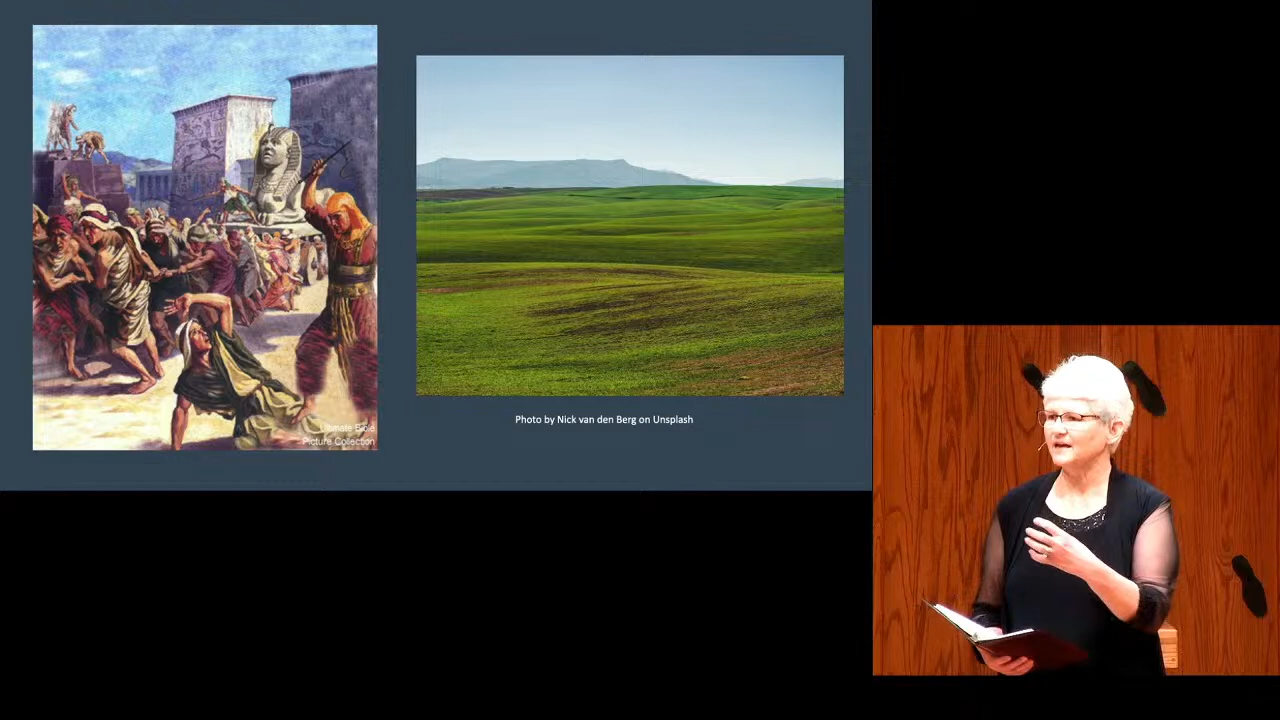 Ultimate Bible
Picture Collection
Photo by Nick van den Berg on Unsplash